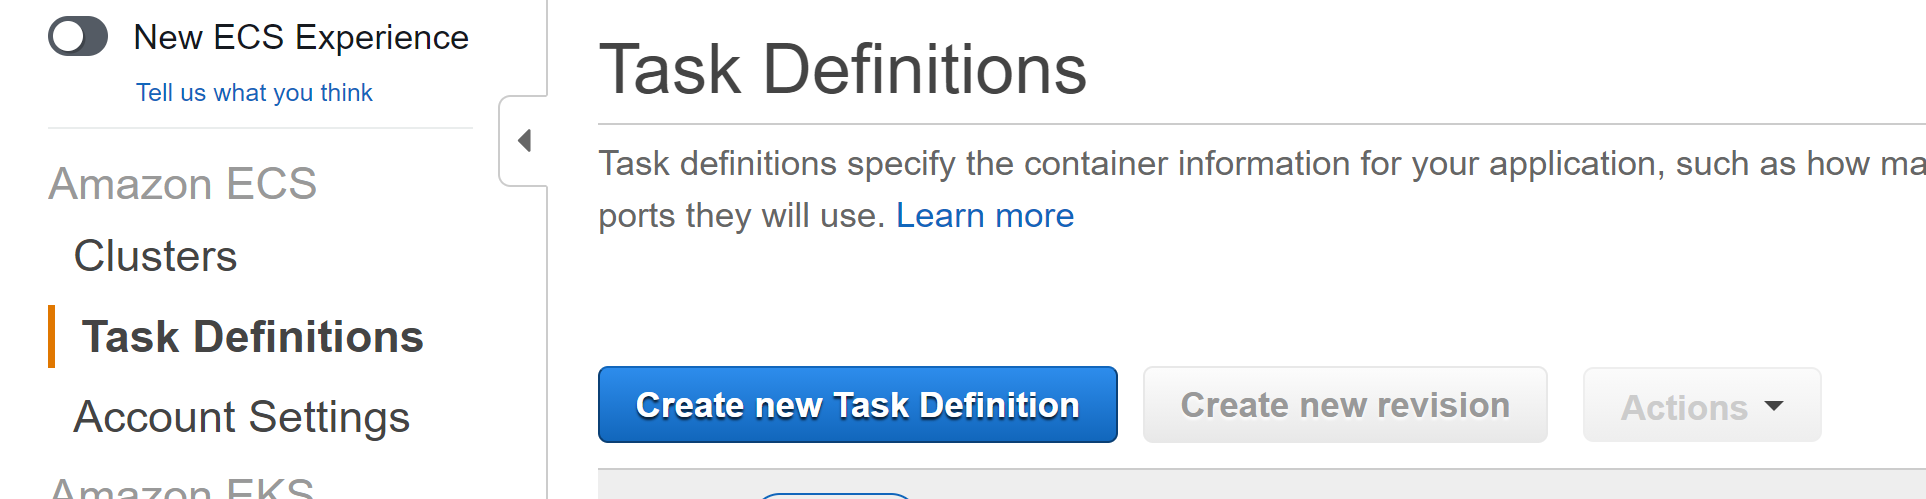 New ECS Experience
Tell us what you think
Amazon ECS
Clusters
Task Definitions
Account Settings
Amazon EKS
Task Definitions
Task definitions specify the container information for your application, such as how ma
ports they will use. Learn more
Create new Task Definition
Create new revision
Actions